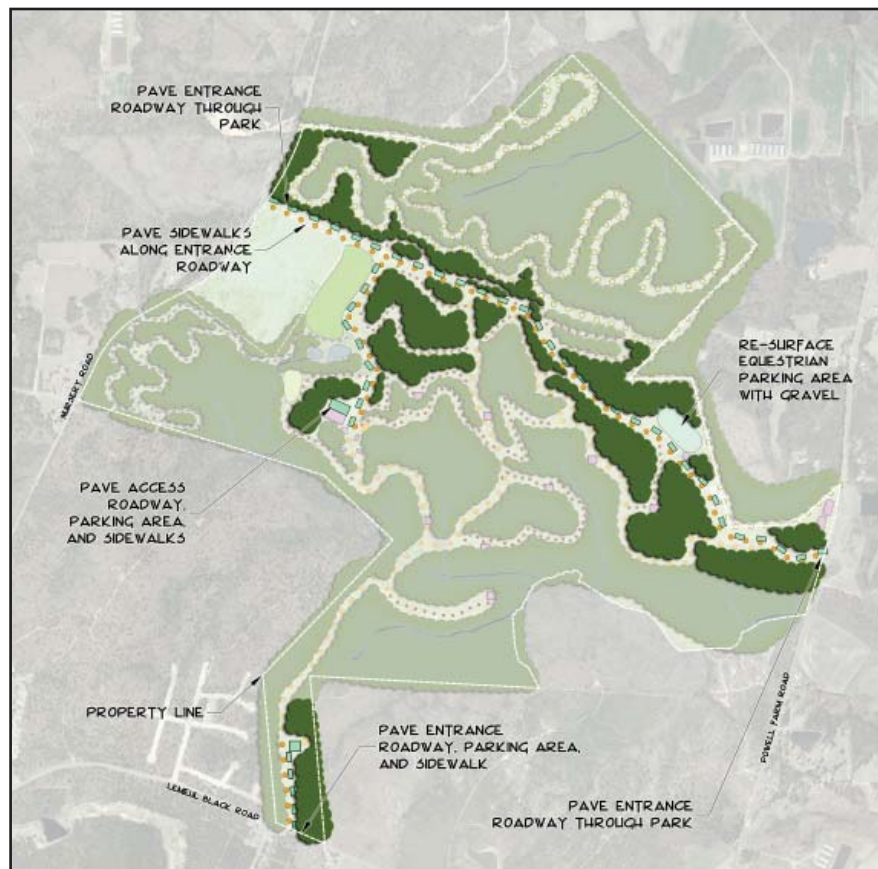 PAVE ENTRANCE
ROADWAY THROUGH
PARK
PAVE SIDEWALKS
ALONG ENTRANCE
ROADWAY
RE-SURFACE
EQUESTRIAN
PARKING AREA
WITH GRAVEL
NURSERY ROAD
PAVE ACCESS
ROADWAY,
PARKING AREA,
AND SIDEWALKS
PROPERTY LINE
PAVE ENTRANCE
ROADWAY, PARKING AREA,
AND SIDEWALK
POWELL FARM ROAD
LEMEUL BLACK ROAD
PAVE ENTRANCE
ROADWAY THROUGH PARK